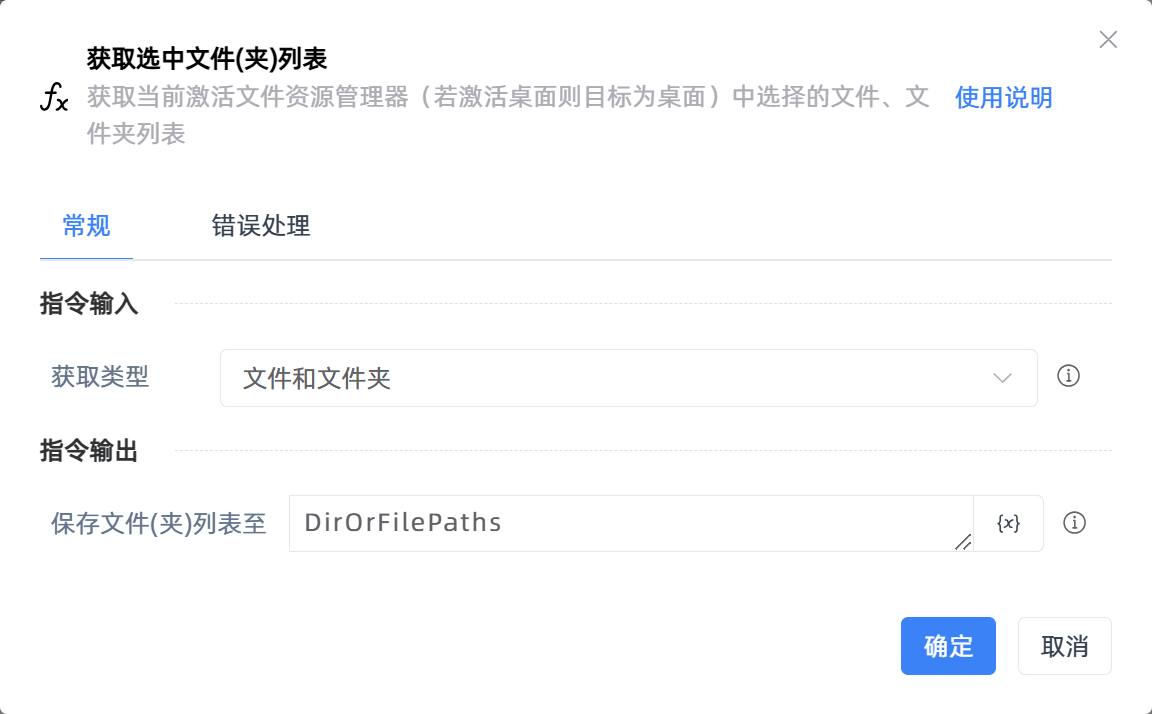 获取选中文件(夹)列表
fx
获取当前激活文件资源管理器（若激活桌面则目标为桌面）中选择的文件、文
件夹列表
使用说明
常规
错误处理
指令输入
获取类型
文件和文件夹
指令输出
保存文件(夹)列表至
DirOrFilePaths
{x}
确定
取消